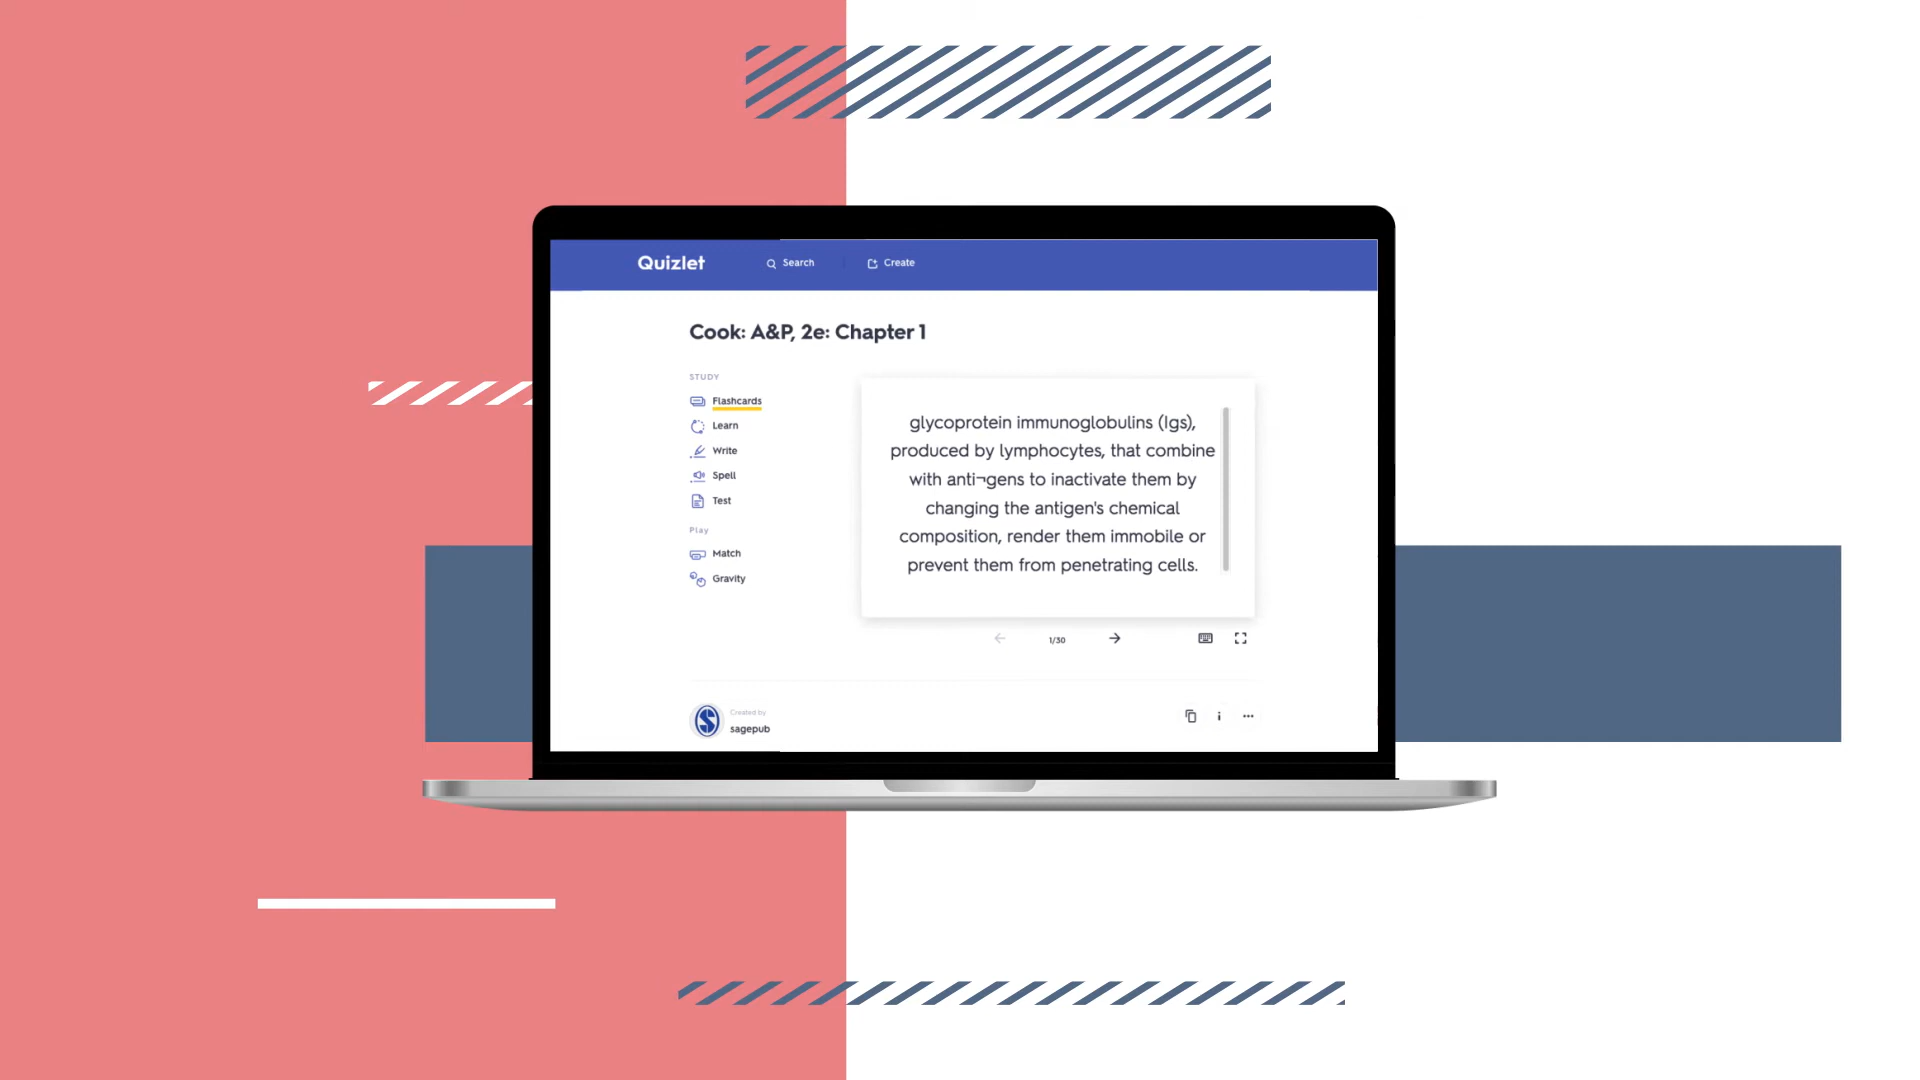 Quizlet
Search
Create
Cook: A&P, 2e: Chapter 1
STUDY
Flashcards
Learn
Write
Spell
Test
Play
Match
Gravity
glycoprotein immunoglobulins (Igs),
produced by lymphocytes, that combine
with anti¬gens to inactivate them by
changing the antigen's chemical
composition, render them immobile or
prevent them from penetrating cells.
1/30
Created by
sagepub